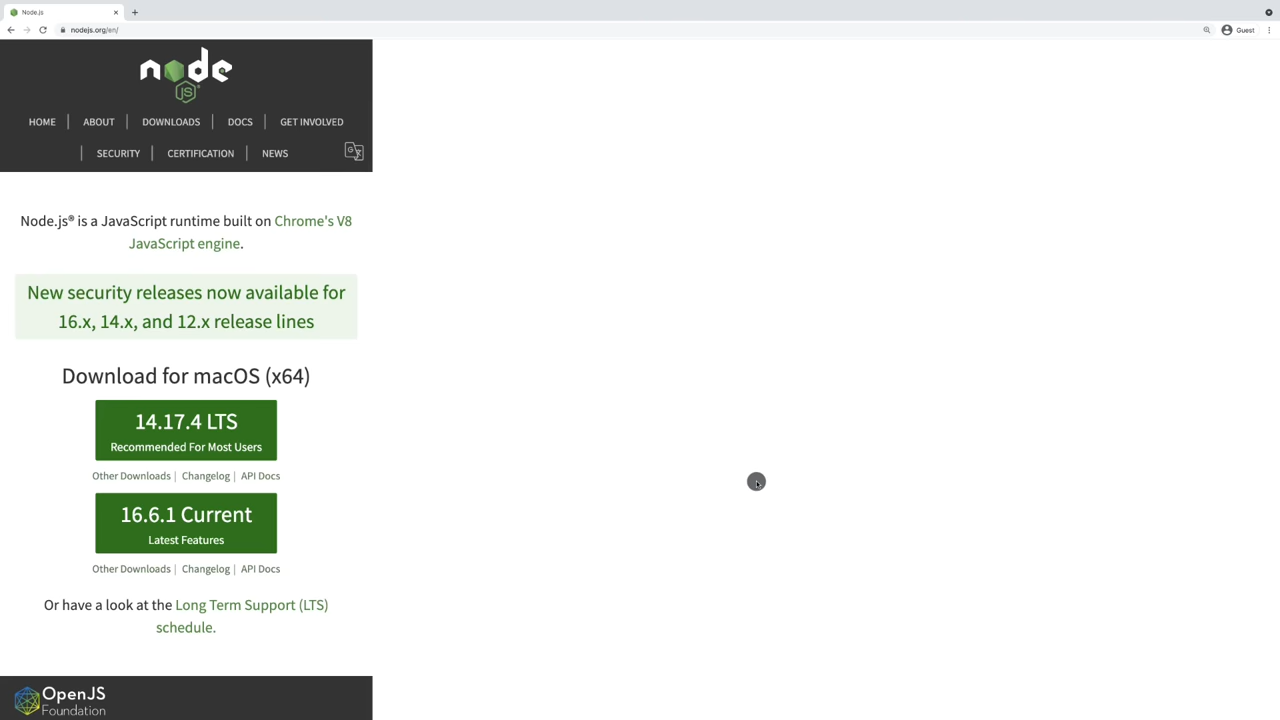 Node.js
nodejs.org/en/
Guest
node
JS
HOME | ABOUT | DOWNLOADS | DOCS | GET INVOLVED
| SECURITY | CERTIFICATION | NEWS
Node.js® is a JavaScript runtime built on Chrome's V8
JavaScript engine.
New security releases now available for
16.x, 14.x, and 12.x release lines
Download for macOS (x64)
14.17.4 LTS
Recommended For Most Users
Other Downloads | Changelog | API Docs
16.6.1 Current
Latest Features
Other Downloads | Changelog | API Docs
Or have a look at the Long Term Support (LTS)
schedule.
OpenJS
Foundation